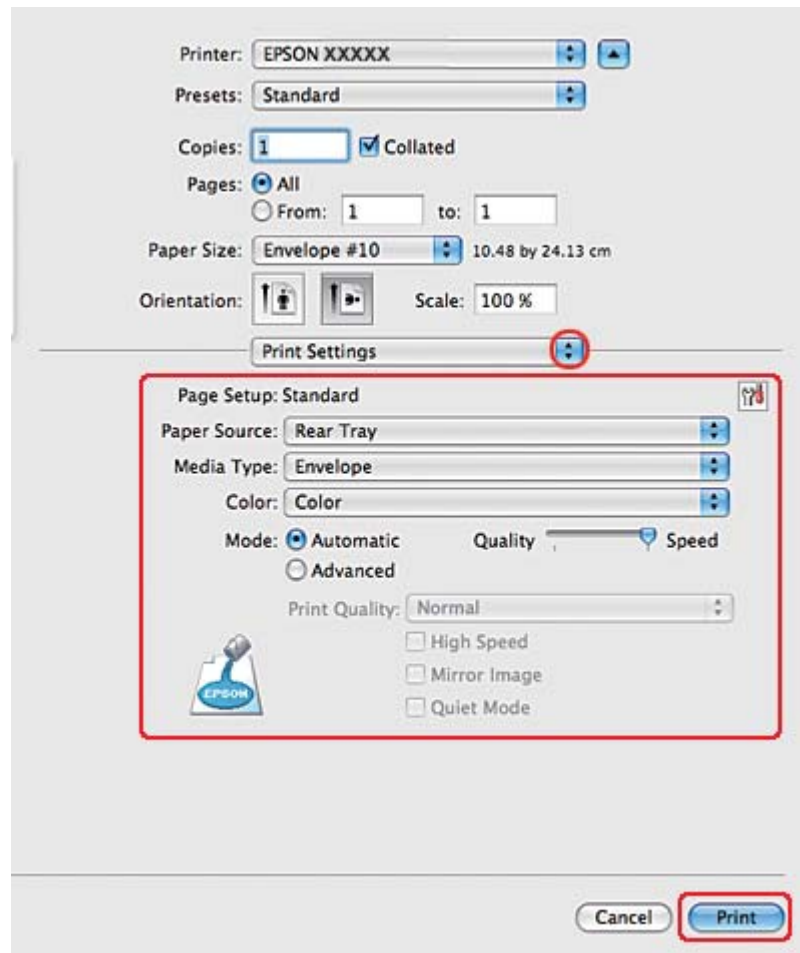 Printer: EPSON XXXXX
Presets: Standard
Copies: 1 Collated
Pages: All
From: 1 to: 1
Paper Size: Envelope #10 10.48 by 24.13 cm
Orientation: Scale: 100 %
Print Settings
Page Setup: Standard
Paper Source: Rear Tray
Media Type: Envelope
Color: Color
Mode: Automatic Quality Speed
Advanced
Print Quality: Normal
High Speed
Mirror Image
EPSON Quiet Mode
Cancel Print